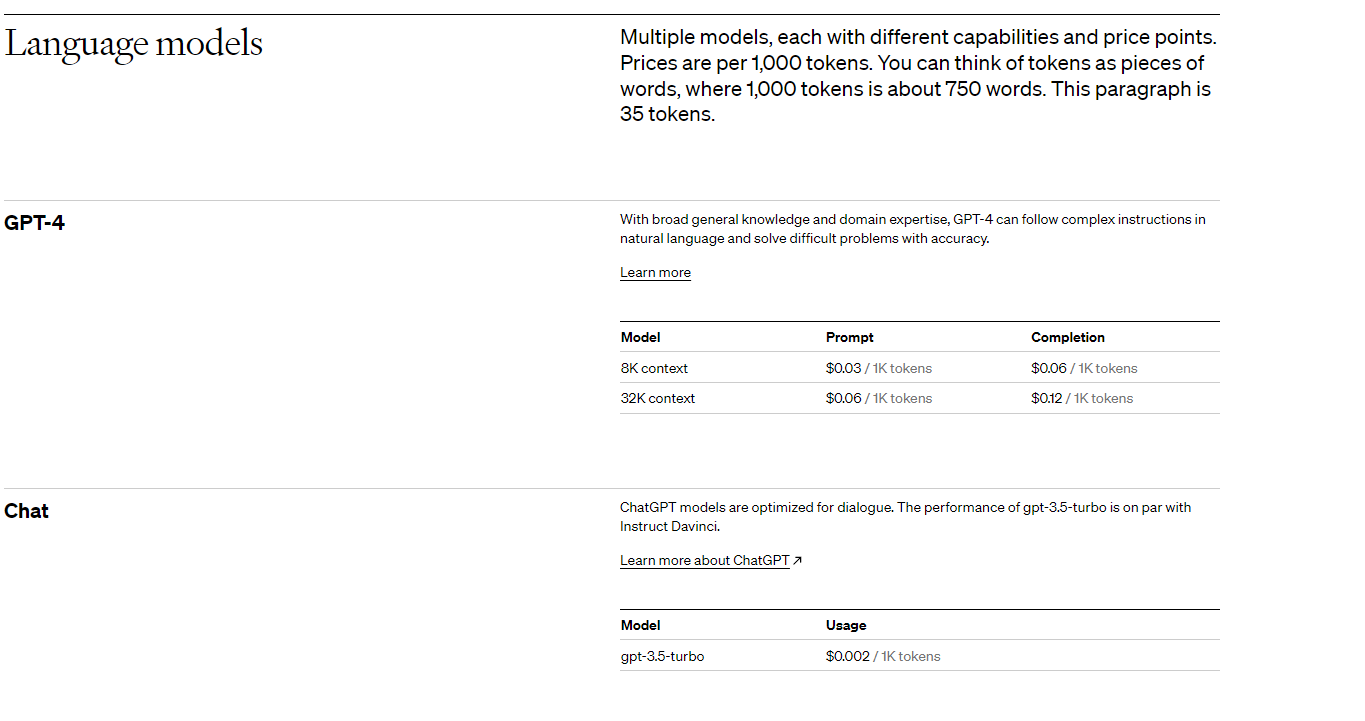 Language models
Multiple models, each with different capabilities and price points.
Prices are per 1,000 tokens. You can think of tokens as pieces of
words, where 1,000 tokens is about 750 words. This paragraph is
35 tokens.
GPT-4
With broad general knowledge and domain expertise, GPT-4 can follow complex instructions in
natural language and solve difficult problems with accuracy.
Learn more
Model Prompt Completion
8K context $0.03 / 1K tokens $0.06 / 1K tokens
32K context $0.06 / 1K tokens $0.12 / 1K tokens
Chat
ChatGPT models are optimized for dialogue. The performance of gpt-3.5-turbo is on par with
Instruct Davinci.
Learn more about ChatGPT ↗
Model Usage
gpt-3.5-turbo $0.002 / 1K tokens